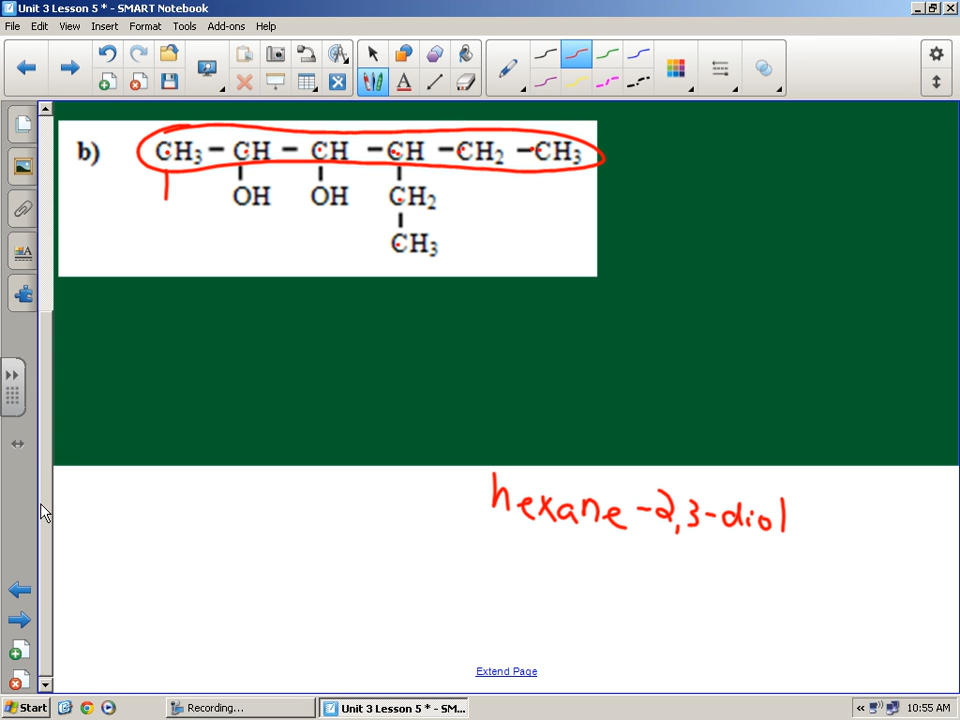 Unit 3 Lesson 5 * - SMART Notebook
File Edit View Insert Format Tools Add-ons Help
b) CH3 – CH – CH – CH – CH2 – CH3
OH OH CH2
CH3
hexane-2,3-diol
Extend Page
Start Recording... Unit 3 Lesson 5 * - SM... « 10:55 AM